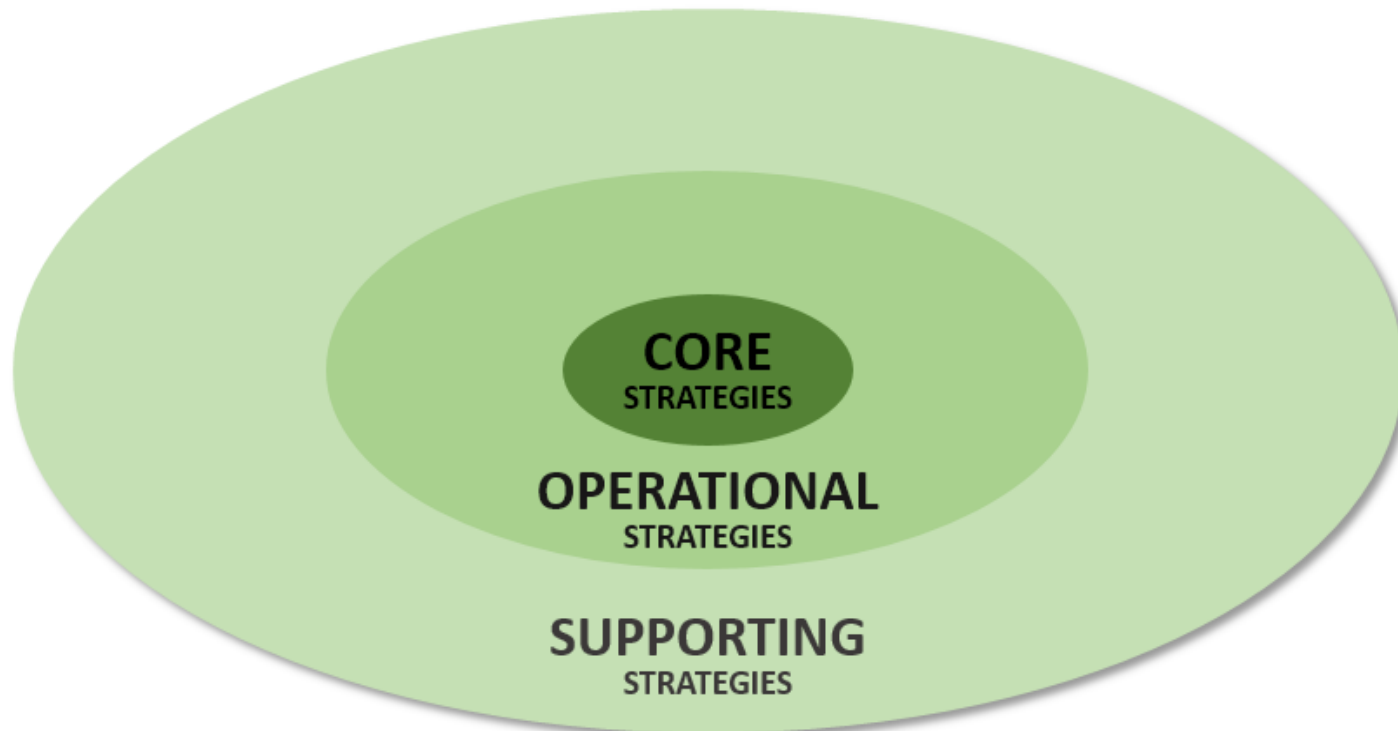 CORE
STRATEGIES
OPERATIONAL
STRATEGIES
SUPPORTING
STRATEGIES